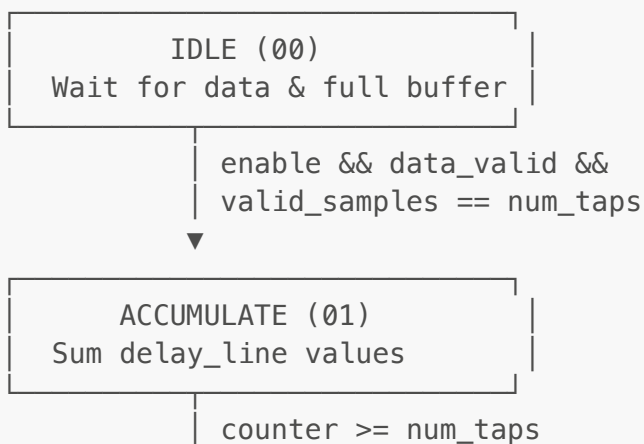 IDLE (00)
Wait for data & full buffer
enable && data_valid &&
valid_samples == num_taps
ACCUMULATE (01)
Sum delay_line values
counter >= num_taps